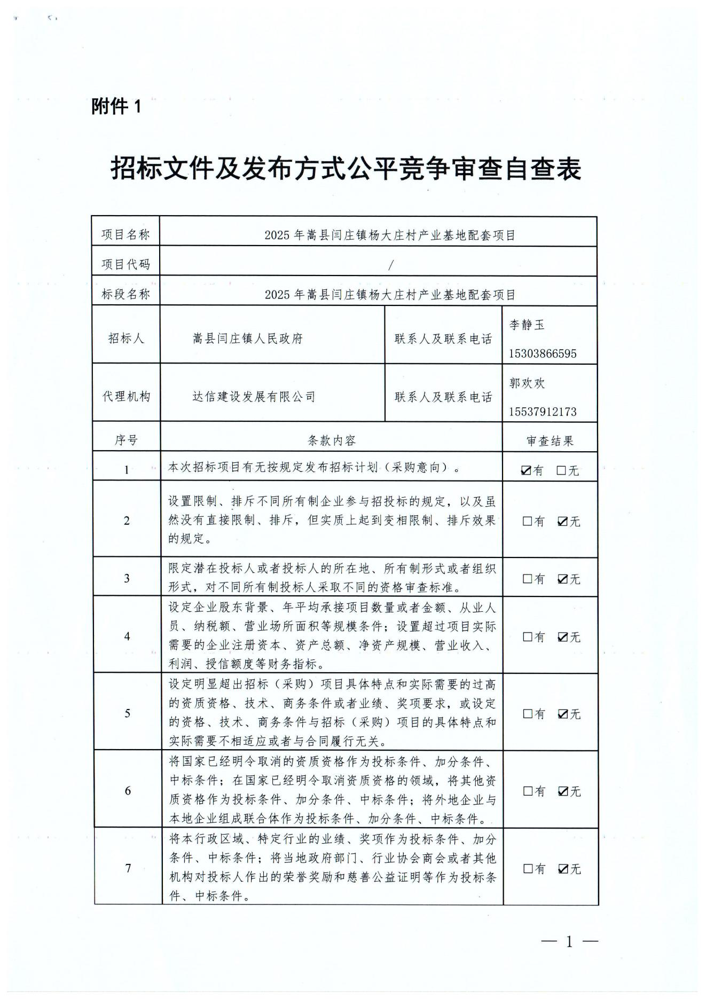 附件 1
招标文件及发布方式公平竞争审查自查表
项目名称 2025 年嵩县闫庄镇杨大庄村产业基地配套项目
项目代码 /
标段名称 2025 年嵩县闫庄镇杨大庄村产业基地配套项目
招标人 嵩县闫庄镇人民政府 联系人及联系电话 李静玉
15303866595
代理机构 达信建设发展有限公司 联系人及联系电话 郭欢欢
15537912173
序号 条款内容 审查结果
1 本次招标项目有无按规定发布招标计划（采购意向）。 ☑有 □无
设置限制、排斥不同所有制企业参与招投标的规定，以及虽
2 然没有直接限制、排斥，但实质上起到变相限制、排斥效果 □有 ☑无
的规定。
3 限定潜在投标人或者投标人的所在地、所有制形式或者组织 □有 ☑无
形式，对不同所有制投标人采取不同的资格审查标准。
设定企业股东背景、年平均承接项目数量或者金额、从业人
4 员、纳税额、营业场所面积等规模条件；设置超过项目实际 □有 ☑无
需要的企业注册资本、资产总额、净资产规模、营业收入、
利润、授信额度等财务指标。
设定明显超出招标（采购）项目具体特点和实际需要的过高
5 的资质资格、技术、商务条件或者业绩、奖项要求，或设定 □有 ☑无
的资格、技术、商务条件与招标（采购）项目的具体特点和
实际需要不相适应或者与合同履行无关。
将国家已经明令取消的资质资格作为投标条件、加分条件、
6 中标条件；在国家已经明令取消资质资格的领域，将其他资 □有 ☑无
质资格作为投标条件、加分条件、中标条件；将外地企业与
本地企业组成联合体作为投标条件、加分条件、中标条件。
将本行政区域、特定行业的业绩、奖项作为投标条件、加分
7 条件、中标条件；将当地政府部门、行业协会商会或者其他 □有 ☑无
机构对投标人作出的荣誉奖励和慈善公益证明等作为投标条
件、中标条件。
— 1 —